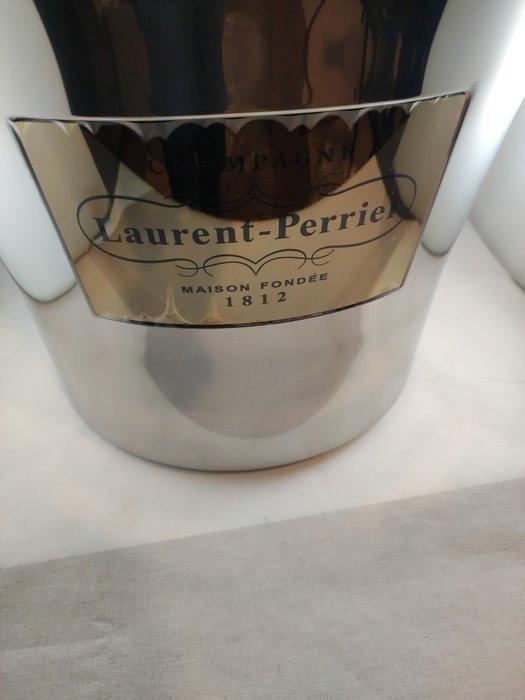 CHAMPAGNE
Laurent-Perrier
MAISON FONDÉE
1812